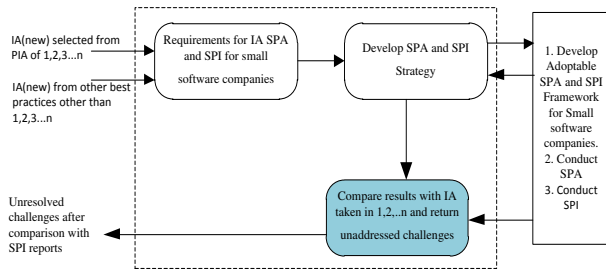 IA(new) selected from
PIA of 1,2,3...n
IA(new) from other best
practices other than
1,2,3...n
Requirements for IA SPA
and SPI for small
software companies
Develop SPA and SPI
Strategy
1. Develop
Adoptable
SPA and SPI
Framework
for Small
software
companies.
2. Conduct
SPA
3. Conduct
SPI
Compare results with IA
taken in 1,2,..n and return
unaddressed challenges
Unresolved
challenges after
comparison with
SPI reports